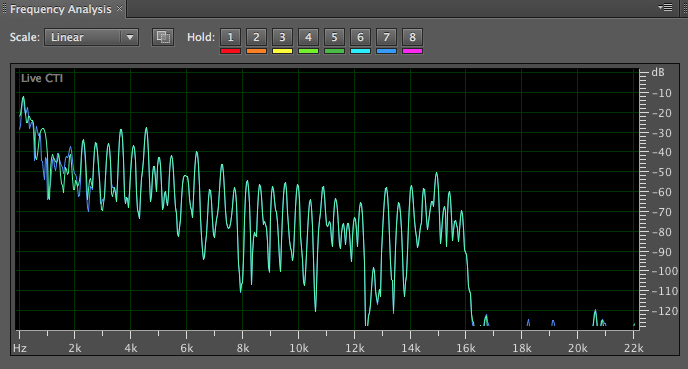 Frequency Analysis ×
Scale: Linear Hold: 1 2 3 4 5 6 7 8
Live CTI
dB
-10
-20
-30
-40
-50
-60
-70
-80
-90
-100
-110
-120
Hz 2k 4k 6k 8k 10k 12k 14k 16k 18k 20k 22k